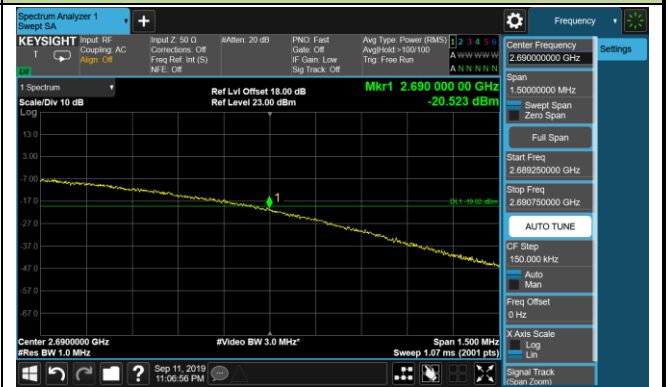 Spectrum Analyzer 1
Swept SA
Frequency
KEYSIGHT
Input: RF
Coupling: AC
Align: Off
Input Z: 50 Ω
Corrections: Off
Freq Ref: Int (S)
NFE: Off
#Atten: 20 dB
PNO: Fast
Gate: Off
IF Gain: Low
Sig Track: Off
Avg Type: Power (RMS)
Avg|Hold >100/100
Trig: Free Run
1 2 3 4 5 6
A W W W W W
A N N N N N
1 Spectrum
Scale/Div 10 dB
Log
Ref Lvl Offset 18.00 dB
Ref Level 23.00 dBm
Mkr1 2.690 000 00 GHz
-20.523 dBm
13.0
3.00
-7.00
-17.0
-27.0
-37.0
-47.0
-57.0
-67.0
1
DL1 -19.02 dBm
Center 2.6900000 GHz
#Res BW 1.0 MHz
#Video BW 3.0 MHz*
Span 1.500 MHz
Sweep 1.07 ms (2001 pts)
Sep 11, 2019
11:06:56 PM
Center Frequency
2.690000000 GHz
Settings
Span
1.50000000 MHz
Swept Span
Zero Span
Full Span
Start Freq
2.689250000 GHz
Stop Freq
2.690750000 GHz
AUTO TUNE
CF Step
150.000 kHz
Auto
Man
Freq Offset
0 Hz
X Axis Scale
Log
Lin
Signal Track
(Span Zoom)